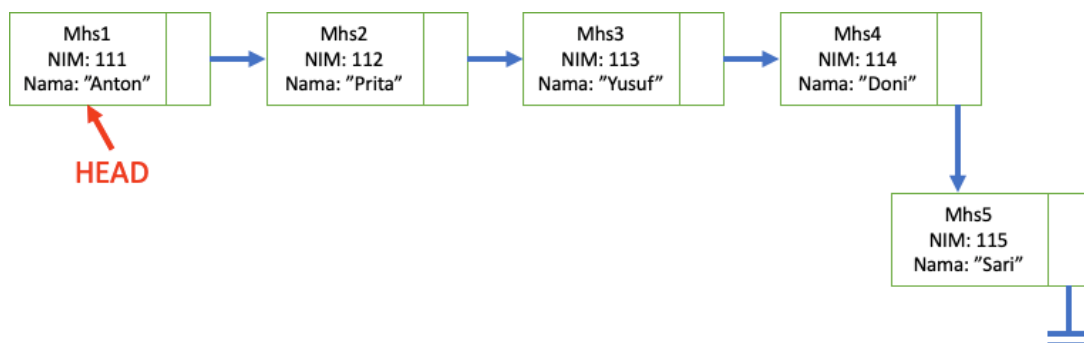 Mhs1
NIM: 111
Nama: ”Anton”
Mhs2
NIM: 112
Nama: ”Prita”
Mhs3
NIM: 113
Nama: ”Yusuf”
Mhs4
NIM: 114
Nama: ”Doni”
HEAD
Mhs5
NIM: 115
Nama: ”Sari”